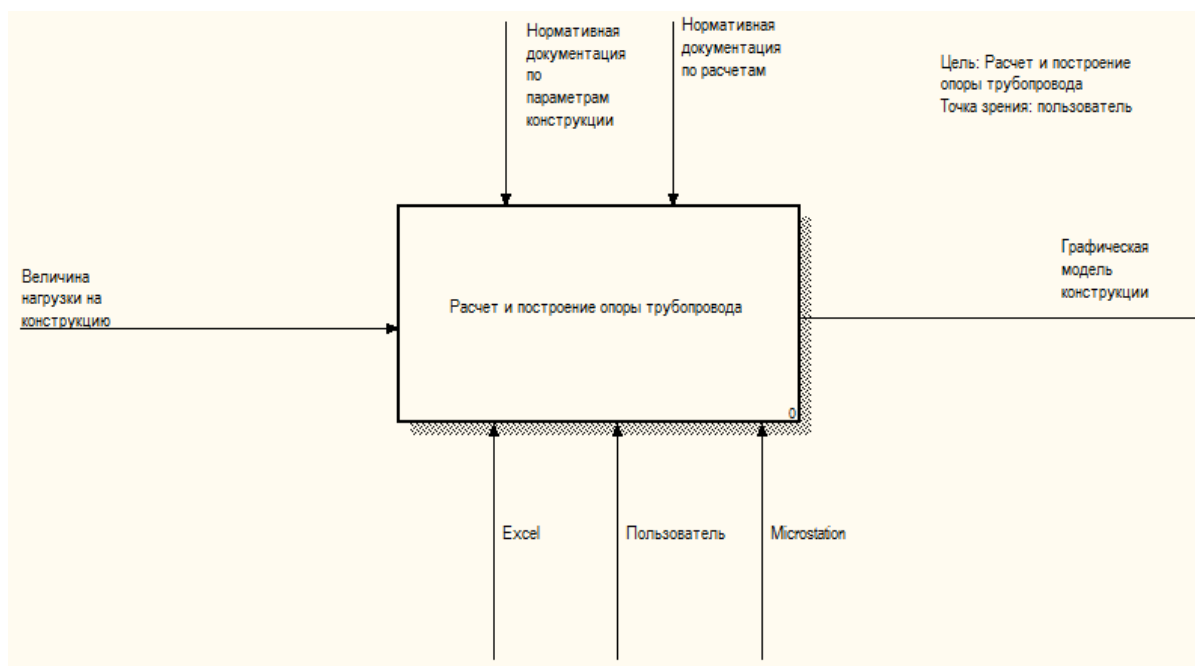 Нормативная
документация
по
параметрам
конструкции
Нормативная
документация
по расчетам
Цель: Расчет и построение
опоры трубопровода
Точка зрения: пользователь
Величина
нагрузки на
конструкцию
Расчет и построение опоры трубопровода
0
Графическая
модель
конструкции
Excel
Пользователь
Microstation